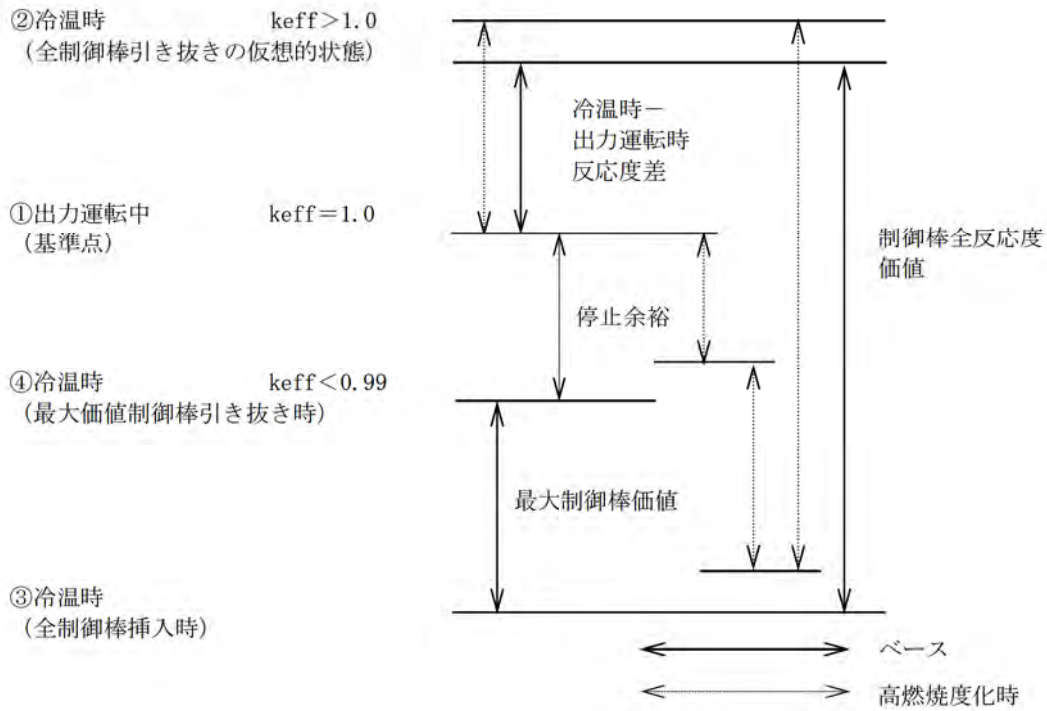 ②冷温時 keff＞1.0
（全制御棒引き抜きの仮想的状態）
冷温時－
出力運転時
反応度差
①出力運転中 keff＝1.0
（基準点）
制御棒全反応度
価値
停止余裕
④冷温時 keff＜0.99
（最大価値制御棒引き抜き時）
最大制御棒価値
③冷温時
（全制御棒挿入時）
ベース
高燃焼度化時